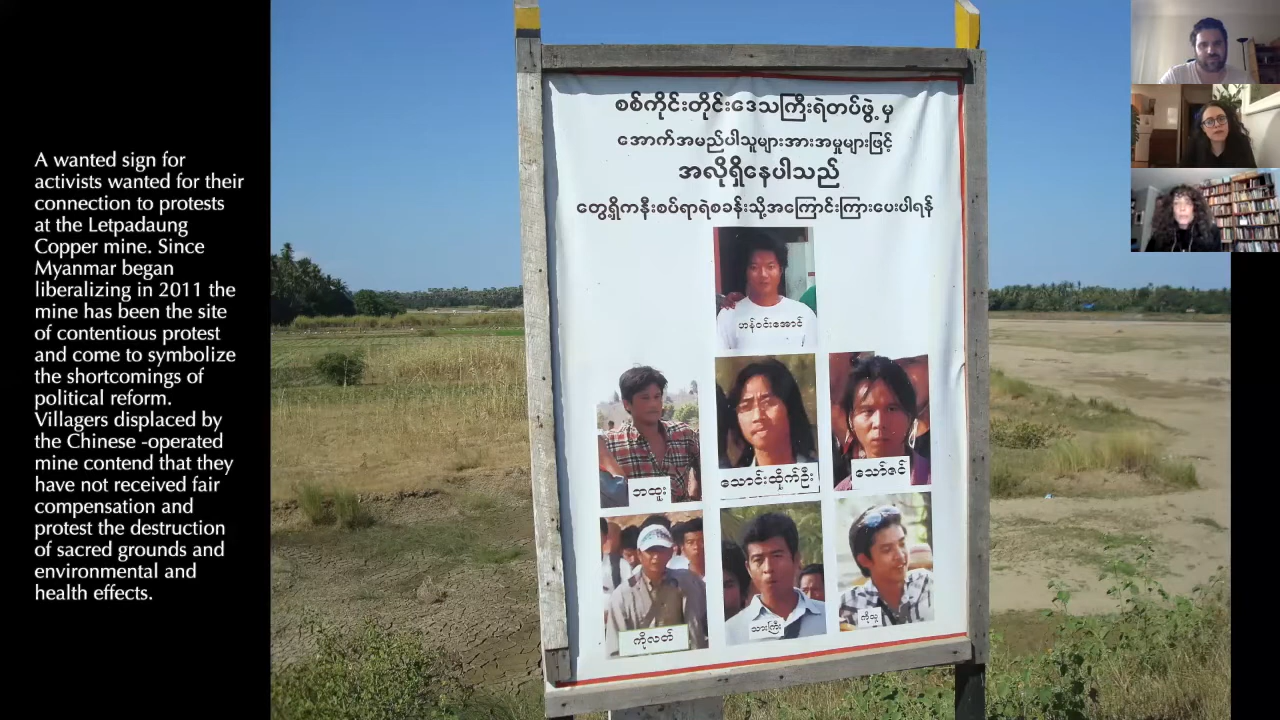 A wanted sign for
activists wanted for their
connection to protests
at the Letpadaung
Copper mine. Since
Myanmar began
liberalizing in 2011 the
mine has been the site
of contentious protest
and come to symbolize
the shortcomings of
political reform.
Villagers displaced by
the Chinese -operated
mine contend that they
have not received fair
compensation and
protest the destruction
of sacred grounds and
environmental and
health effects.
စစ်ကိုင်းတိုင်းဒေသကြီးရဲတပ်ဖွဲ့မှ
အောက်အမည်ပါသူများအားအမှုများဖြင့်
အလိုရှိနေပါသည်
တွေ့ရှိကနီးစပ်ရာရဲစခန်းသို့အကြောင်းကြားပေးပါရန်
ဟန်ဝင်းအောင်
ဘထူး
သောင်းထိုက်ဦး
သော်ဇင်
ကိုလတ်
သားကြီး